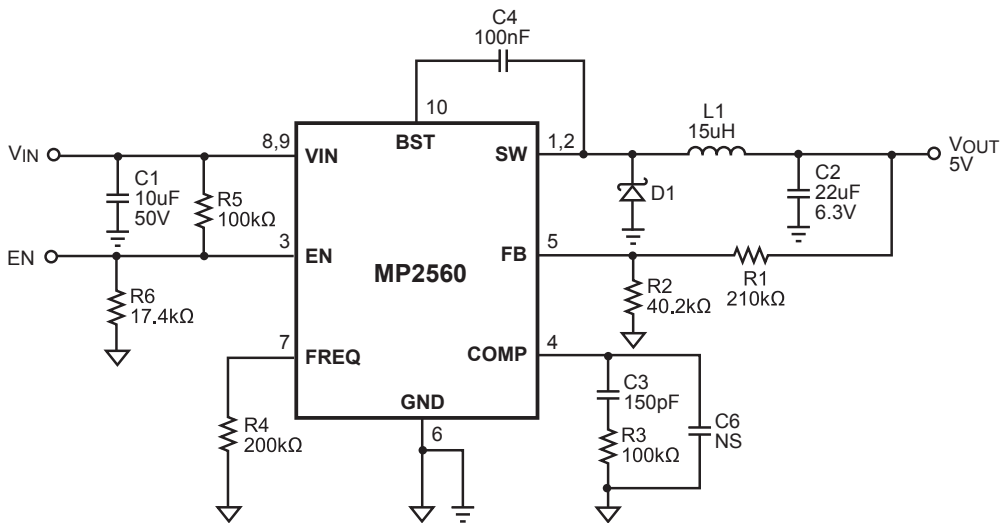 C4
100nF
10
BST
L1
15uH
8,9
VIN
SW
1,2
VIN
VOUT
5V
C1
10uF
50V
R5
100kΩ
D1
C2
22uF
6.3V
EN
3
EN
FB
5
MP2560
R6
17.4kΩ
R2
40.2kΩ
R1
210kΩ
7
FREQ
COMP
4
C3
150pF
GND
6
R4
200kΩ
R3
100kΩ
C6
NS